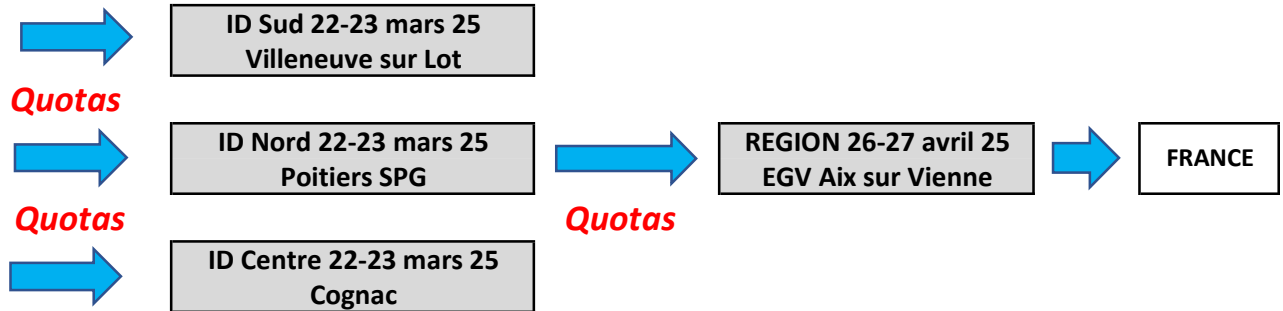 ID Sud 22-23 mars 25
Villeneuve sur Lot
Quotas
ID Nord 22-23 mars 25
Poitiers SPG
REGION 26-27 avril 25
EGV Aix sur Vienne
FRANCE
Quotas
Quotas
ID Centre 22-23 mars 25
Cognac